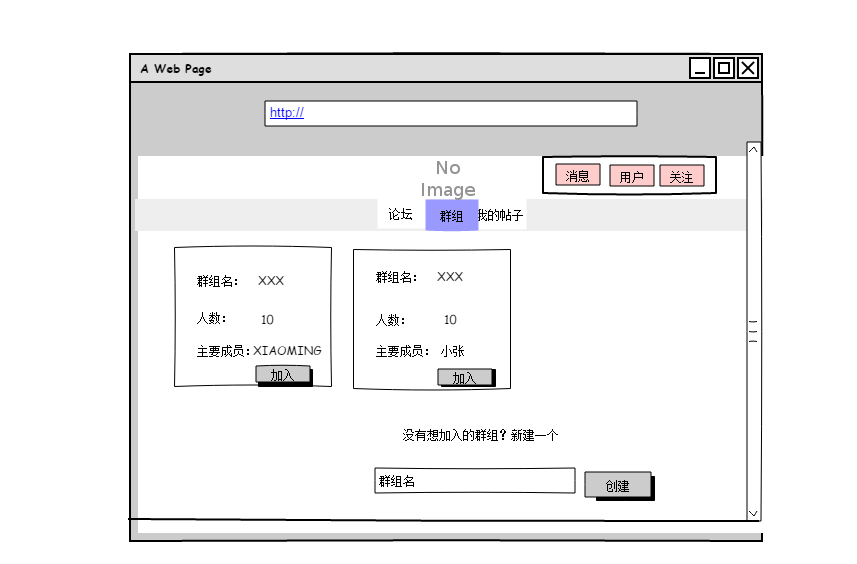 A Web Page
http://
No
Image
消息 用户 关注
论坛 群组 我的帖子
群组名： XXX
人数： 10
主要成员：XIAOMING
加入
群组名： XXX
人数： 10
主要成员： 小张
加入
没有想加入的群组？新建一个
群组名
创建